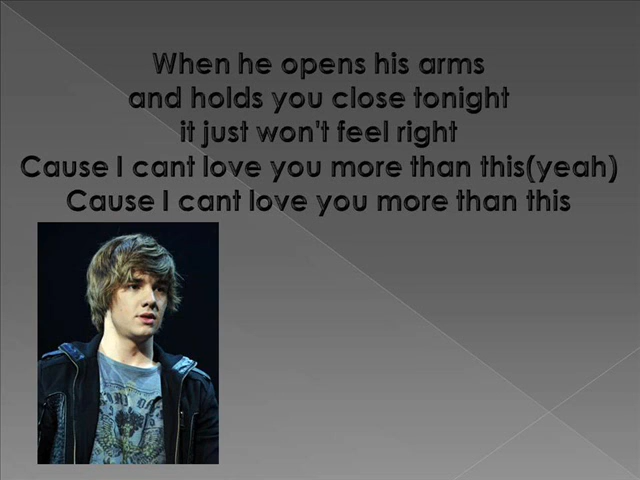 When he opens his arms
and holds you close tonight
it just won't feel right
Cause I cant love you more than this(yeah)
Cause I cant love you more than this